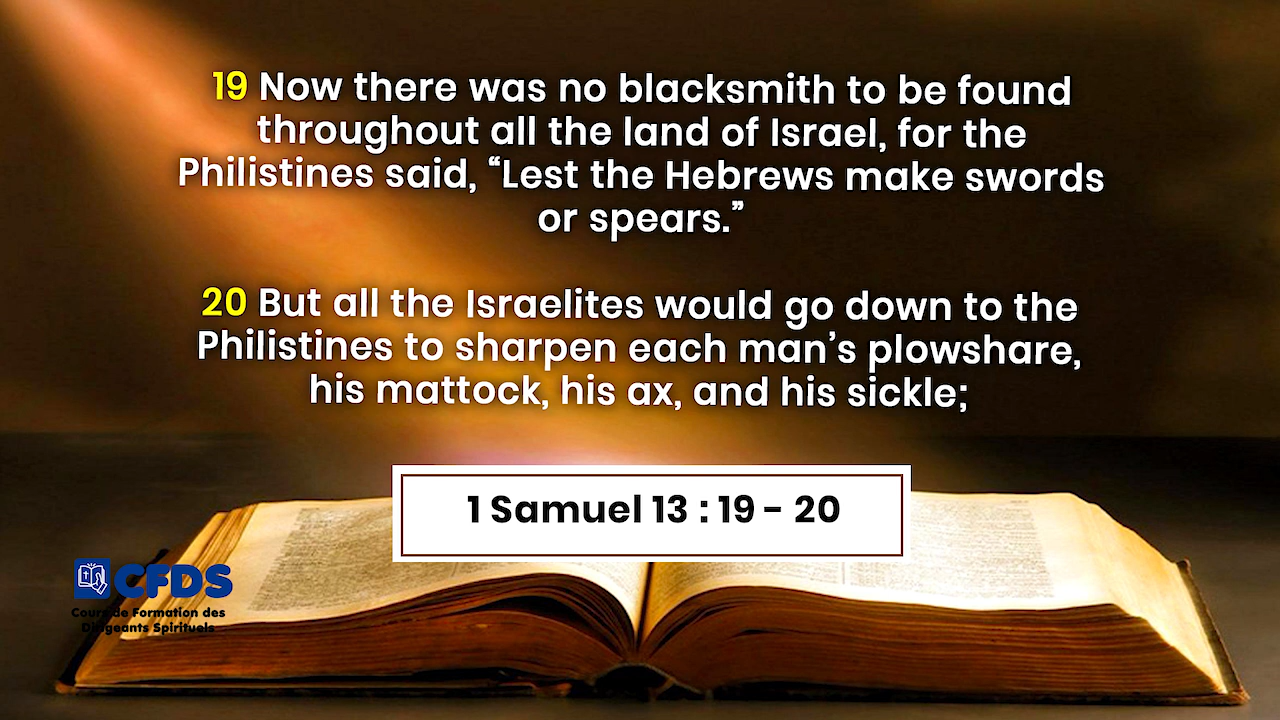 19 Now there was no blacksmith to be found
throughout all the land of Israel, for the
Philistines said, “Lest the Hebrews make swords
or spears.”
20 But all the Israelites would go down to the
Philistines to sharpen each man’s plowshare,
his mattock, his ax, and his sickle;
1 Samuel 13 : 19 - 20
CFDS
Cours de Formation des
Dirigeants Spirituels